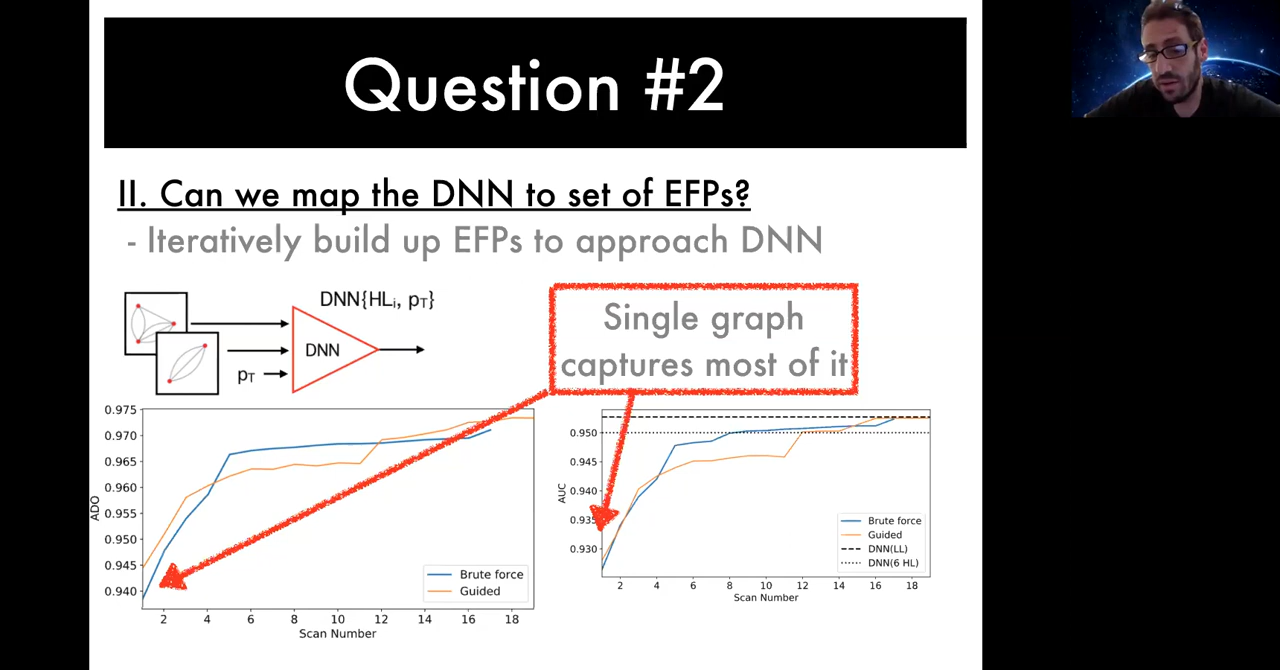 Question #2
II. Can we map the DNN to set of EFPs?
- Iteratively build up EFPs to approach DNN
DNN{HLi, pT}
DNN
pT
Single graph
captures most of it
0.975
0.970
0.965
0.960
0.955
0.950
0.945
0.940
ADO
2 4 6 8 10 12 14 16 18
Scan Number
Brute force
Guided
0.950
0.945
0.940
0.935
0.930
AUC
2 4 6 8 10 12 14 16 18
Scan Number
Brute force
Guided
DNN(LL)
DNN(6 HL)